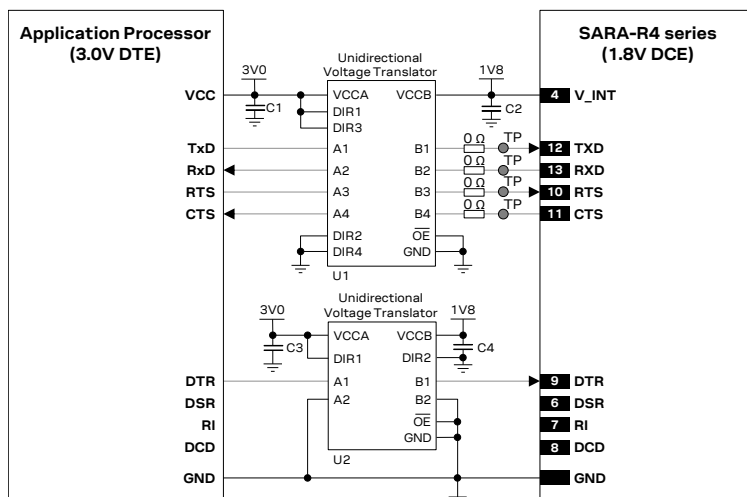 Application Processor
(3.0V DTE)
SARA-R4 series
(1.8V DCE)
Unidirectional
Voltage Translator
3V0
1V8
VCC
C1
VCCA
VCCB
C2
4
V_INT
DIR1
DIR3
TxD
A1
B1
0 Ω
TP
12
TXD
RxD
A2
B2
0 Ω
TP
13
RXD
RTS
A3
B3
0 Ω
TP
10
RTS
CTS
A4
B4
0 Ω
TP
11
CTS
DIR2
OE
DIR4
GND
U1
Unidirectional
Voltage Translator
3V0
1V8
C3
VCCA
VCCB
C4
DIR1
DIR2
DTR
A1
B1
9
DTR
DSR
A2
B2
6
DSR
RI
OE
7
RI
GND
DCD
8
DCD
U2
GND
GND